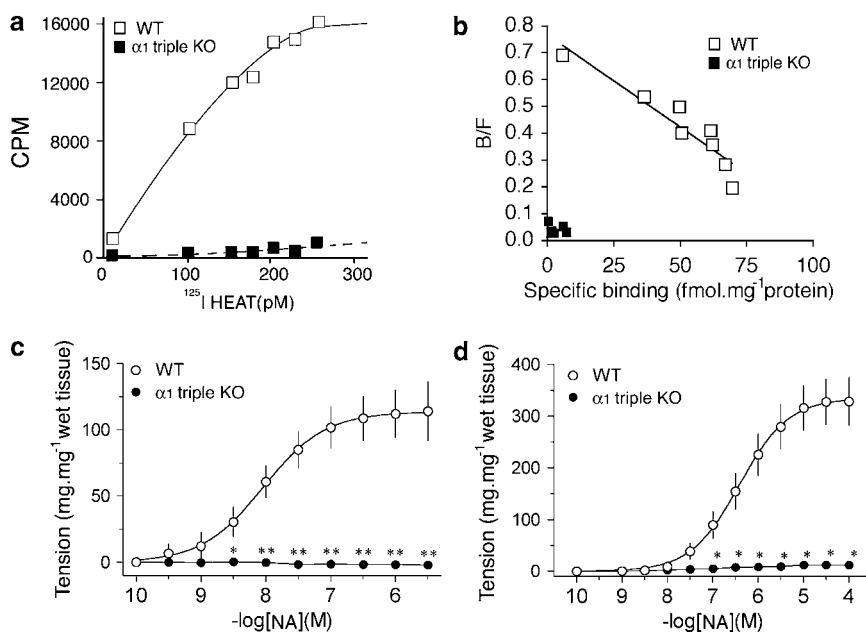 a
WT
α1 triple KO
CPM
16000
12000
8000
4000
0
100
200
300
¹²⁵I HEAT(pM)
b
WT
α1 triple KO
B/F
0.8
0.7
0.6
0.5
0.4
0.3
0.2
0.1
0.0
0
25
50
75
100
Specific binding (fmol.mg⁻¹protein)
c
WT
α1 triple KO
Tension (mg.mg⁻¹ wet tissue)
150
100
50
0
* ** ** ** ** ** **
10 9 8 7 6
-log[NA](M)
d
WT
α1 triple KO
Tension (mg.mg⁻¹ wet tissue)
400
300
200
100
0
* * * * * * *
10 9 8 7 6 5 4
-log[NA](M)